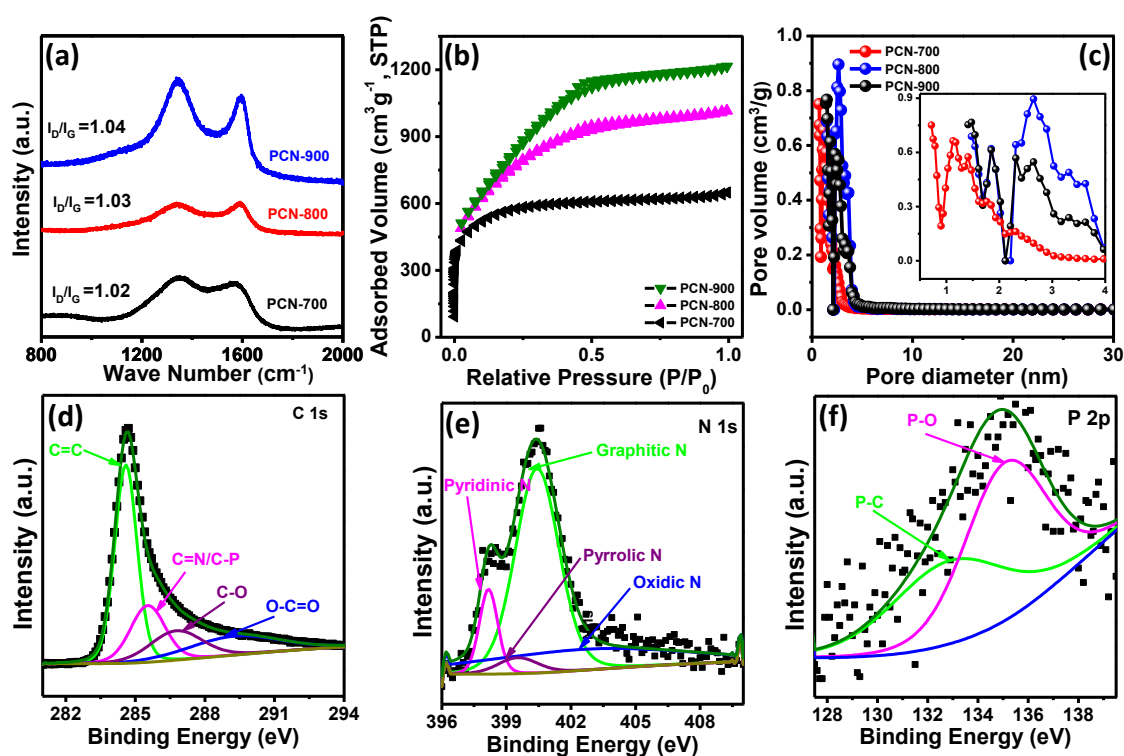 (a)
Intensity (a.u.)
I_D/I_G=1.04
PCN-900
I_D/I_G=1.03
PCN-800
I_D/I_G=1.02
PCN-700
800 1200 1600 2000
Wave Number (cm⁻¹)
(b)
Adsorbed Volume (cm³g⁻¹, STP)
1200
900
600
300
0
PCN-900
PCN-800
PCN-700
0.0 0.5 1.0
Relative Pressure (P/P₀)
(c)
Pore volume (cm³/g)
1.0
0.8
0.6
0.4
0.2
0.0
PCN-700
PCN-800
PCN-900
0.9
0.6
0.3
0.0
1 2 3 4
0 10 20 30
Pore diameter (nm)
(d)
C 1s
Intensity (a.u.)
C=C
C=N/C-P
C-O
O-C=O
282 285 288 291 294
Binding Energy (eV)
(e)
N 1s
Intensity (a.u.)
Graphitic N
Pyridinic N
Pyrrolic N
Oxidic N
396 399 402 405 408
Binding Energy (eV)
(f)
P 2p
Intensity (a.u.)
P-O
P-C
128 130 132 134 136 138
Binding Energy (eV)